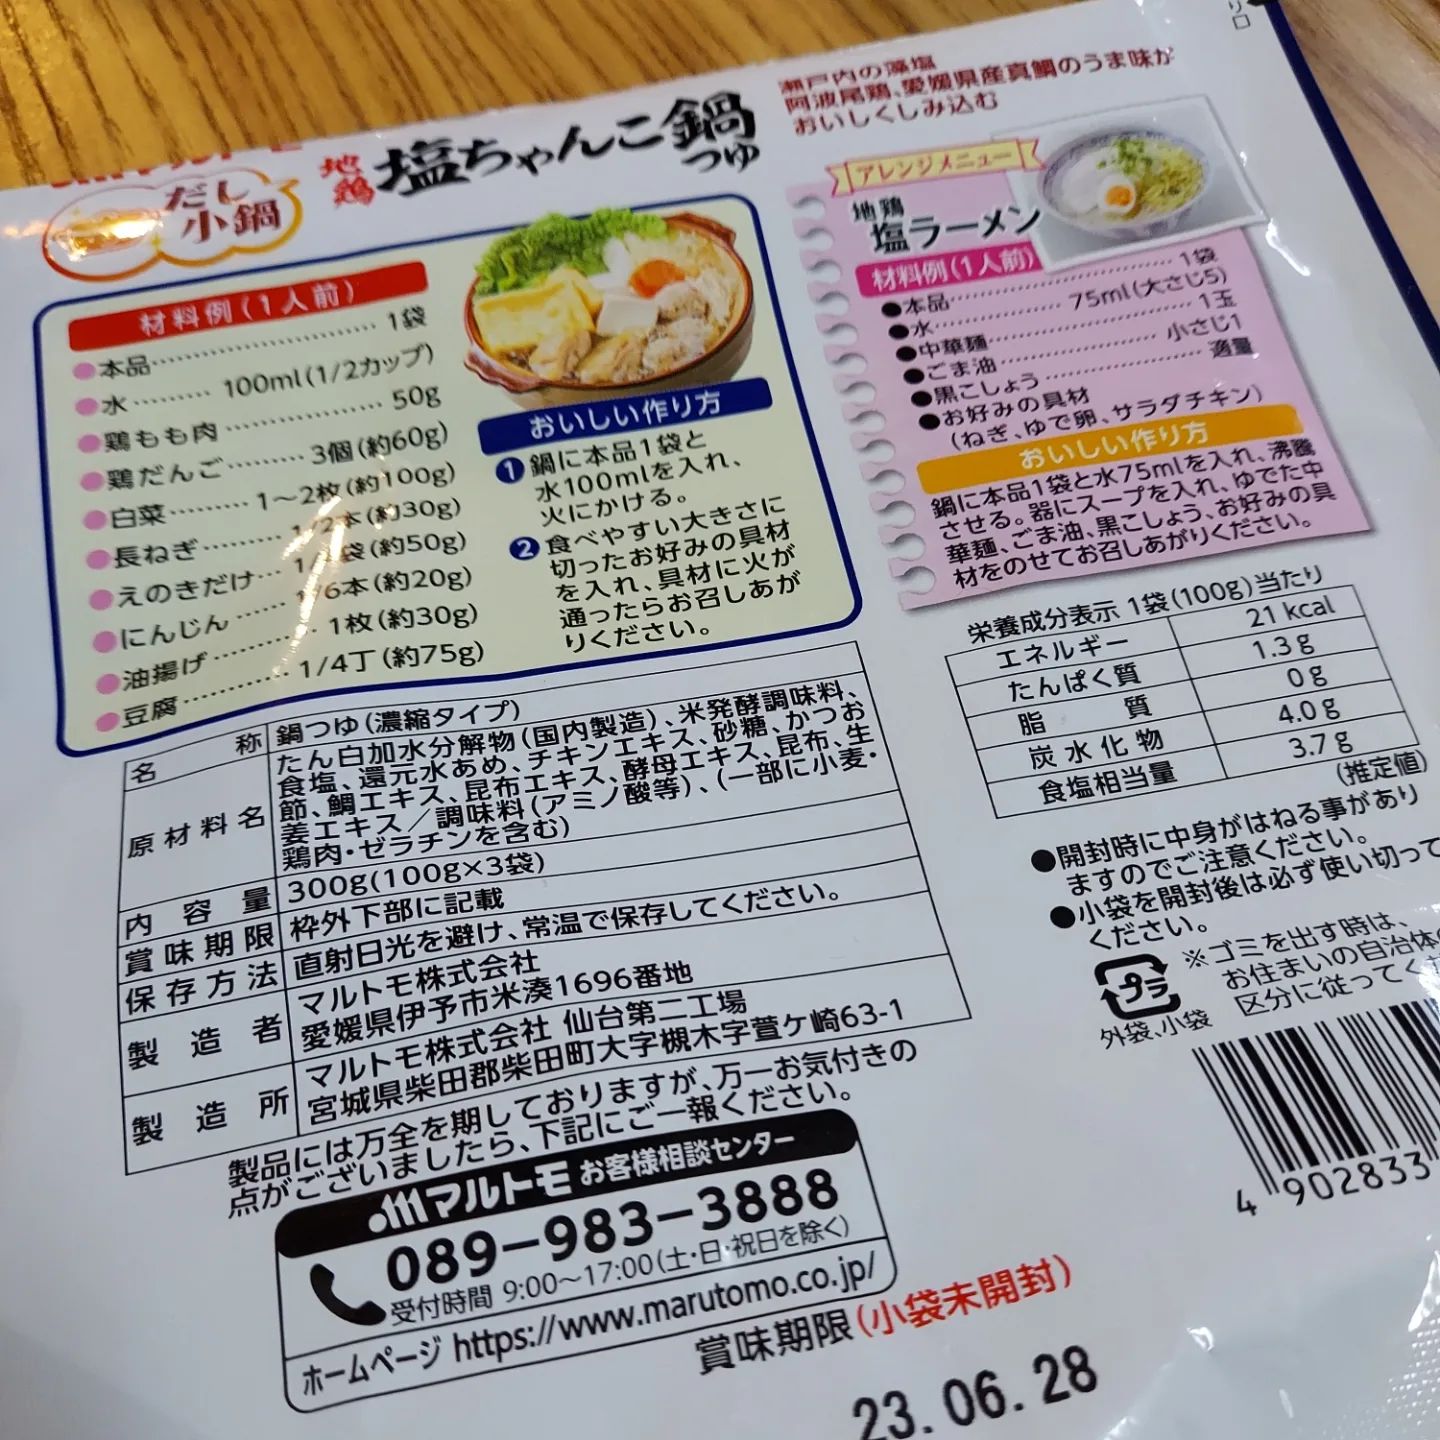 だし
小鍋
地鶏
塩ちゃんこ鍋
つゆ
瀬戸内の藻塩
阿波尾鶏、愛媛県産真鯛のうま味が
おいしくしみ込む
材料例(1人前)
●本品……………… 1袋
●水……… 100ml(1/2カップ)
●鶏もも肉……………… 50g
●鶏だんご……… 3個(約60g)
●白菜……… 1〜2枚(約100g)
●長ねぎ……… 1/2本(約30g)
●えのきだけ… (約50g)
●にんじん…… 1/6本(約20g)
●油揚げ……… 1枚(約30g)
●豆腐……… 1/4丁(約75g)
おいしい作り方
❶鍋に本品1袋と
水100mlを入れ、
火にかける。
❷食べやすい大きさに
切ったお好みの具材
を入れ、具材に火が
通ったらお召しあが
りください。
アレンジメニュー
地鶏
塩ラーメン
材料例(1人前)
●本品……………… 1袋
●水……… 75ml(大さじ5)
●中華麺……………… 1玉
●ごま油……… 小さじ1
●黒こしょう……… 適量
●お好みの具材
(ねぎ、ゆで卵、サラダチキン)
おいしい作り方
鍋に本品1袋と水75mlを入れ、沸騰
させる。器にスープを入れ、ゆでた中
華麺、ごま油、黒こしょう、お好みの具
材をのせてお召しあがりください。
栄養成分表示 1袋(100g)当たり
エネルギー 21 kcal
たんぱく質 1.3 g
脂質 0 g
炭水化物 4.0 g
食塩相当量 3.7 g
(推定値)
名称 鍋つゆ(濃縮タイプ)
原材料名 たん白加水分解物(国内製造)、米発酵調味料、
食塩、還元水あめ、チキンエキス、砂糖、かつお
節、鯛エキス、昆布エキス、酵母エキス、昆布、生
姜エキス/調味料(アミノ酸等)、(一部に小麦・
鶏肉・ゼラチンを含む)
内容量 300g(100g×3袋)
賞味期限 枠外下部に記載
保存方法 直射日光を避け、常温で保存してください。
製造者 マルトモ株式会社
愛媛県伊予市米湊1696番地
製造所 マルトモ株式会社 仙台第二工場
宮城県柴田郡柴田町大字槻木字萱ケ崎63-1
●開封時に中身がはねる事があり
ますのでご注意ください。
●小袋を開封後は必ず使い切って
ください。
プラ
外袋、小袋
※ゴミを出す時は、
お住まいの自治体の
区分に従ってく
製品には万全を期しておりますが、万一お気付きの
点がございましたら、下記にご一報ください。
マルトモ お客様相談センター
089-983-3888
受付時間 9:00〜17:00(土・日・祝日を除く)
ホームページ https://www.marutomo.co.jp/
4 902833
賞味期限(小袋未開封)
23.06.28